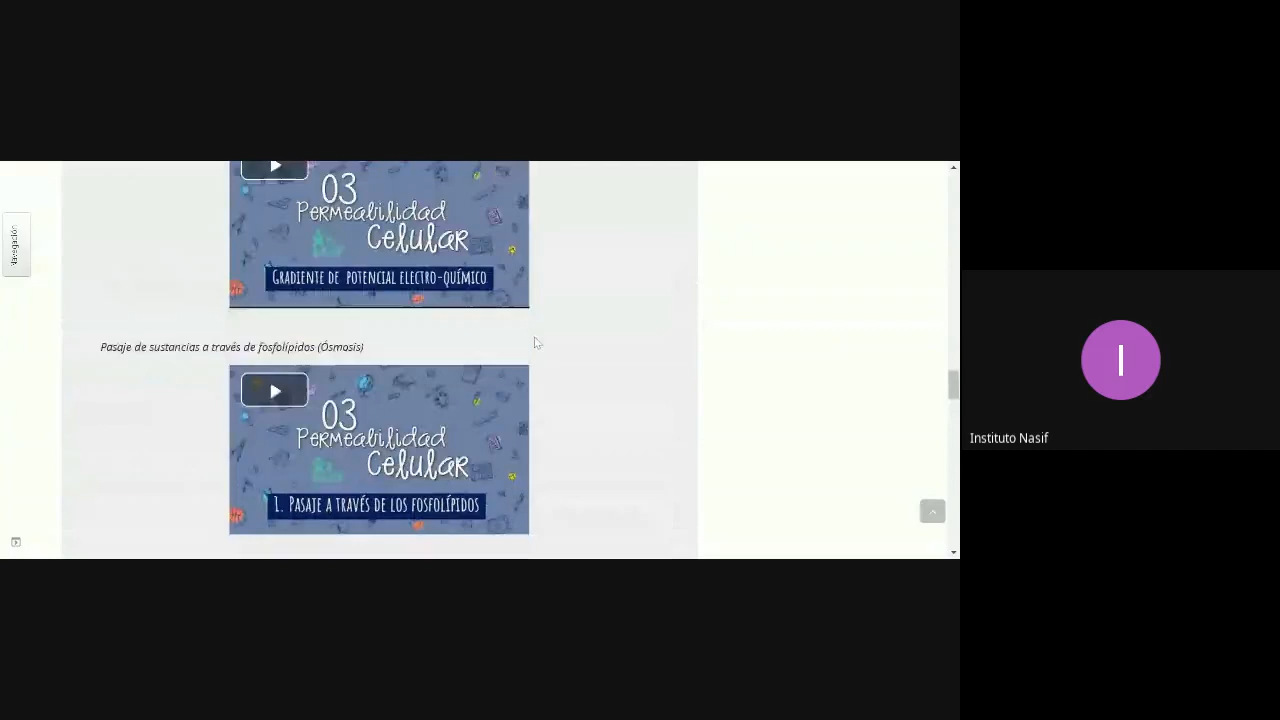 03
Permeabilidad
Celular
GRADIENTE DE POTENCIAL ELECTRO-QUÍMICO
Navegación
Pasaje de sustancias a través de fosfolípidos (Ósmosis)
03
Permeabilidad
Celular
1. PASAJE A TRAVÉS DE LOS FOSFOLÍPIDOS
I
Instituto Nasif